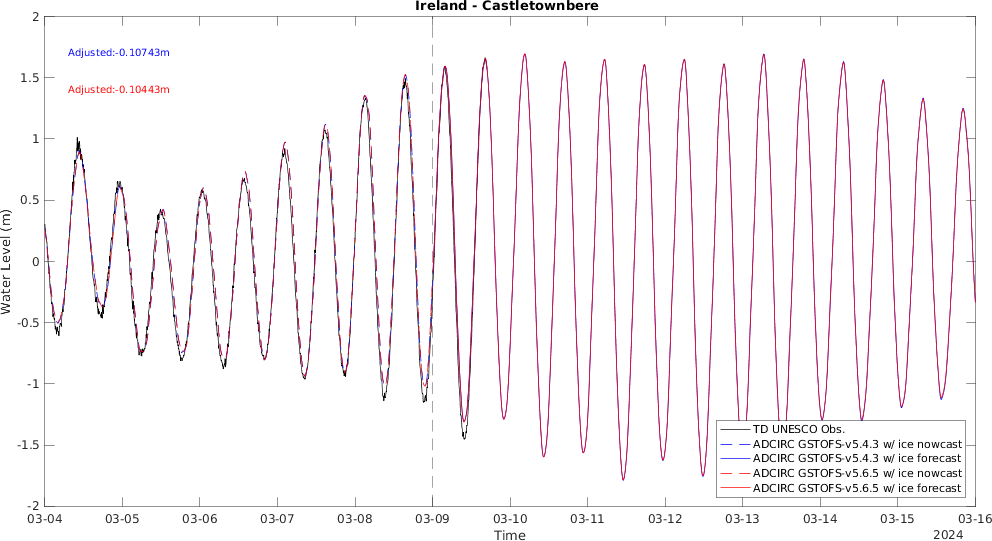 Ireland - Castletownbere
2
1.5
1
0.5
0
-0.5
-1
-1.5
-2
Water Level (m)
Adjusted:-0.10743m
Adjusted:-0.10443m
TD UNESCO Obs.
ADCIRC GSTOFS-v5.4.3 w/ ice nowcast
ADCIRC GSTOFS-v5.4.3 w/ ice forecast
ADCIRC GSTOFS-v5.6.5 w/ ice nowcast
ADCIRC GSTOFS-v5.6.5 w/ ice forecast
03-04 03-05 03-06 03-07 03-08 03-09 03-10 03-11 03-12 03-13 03-14 03-15 03-16
Time
2024